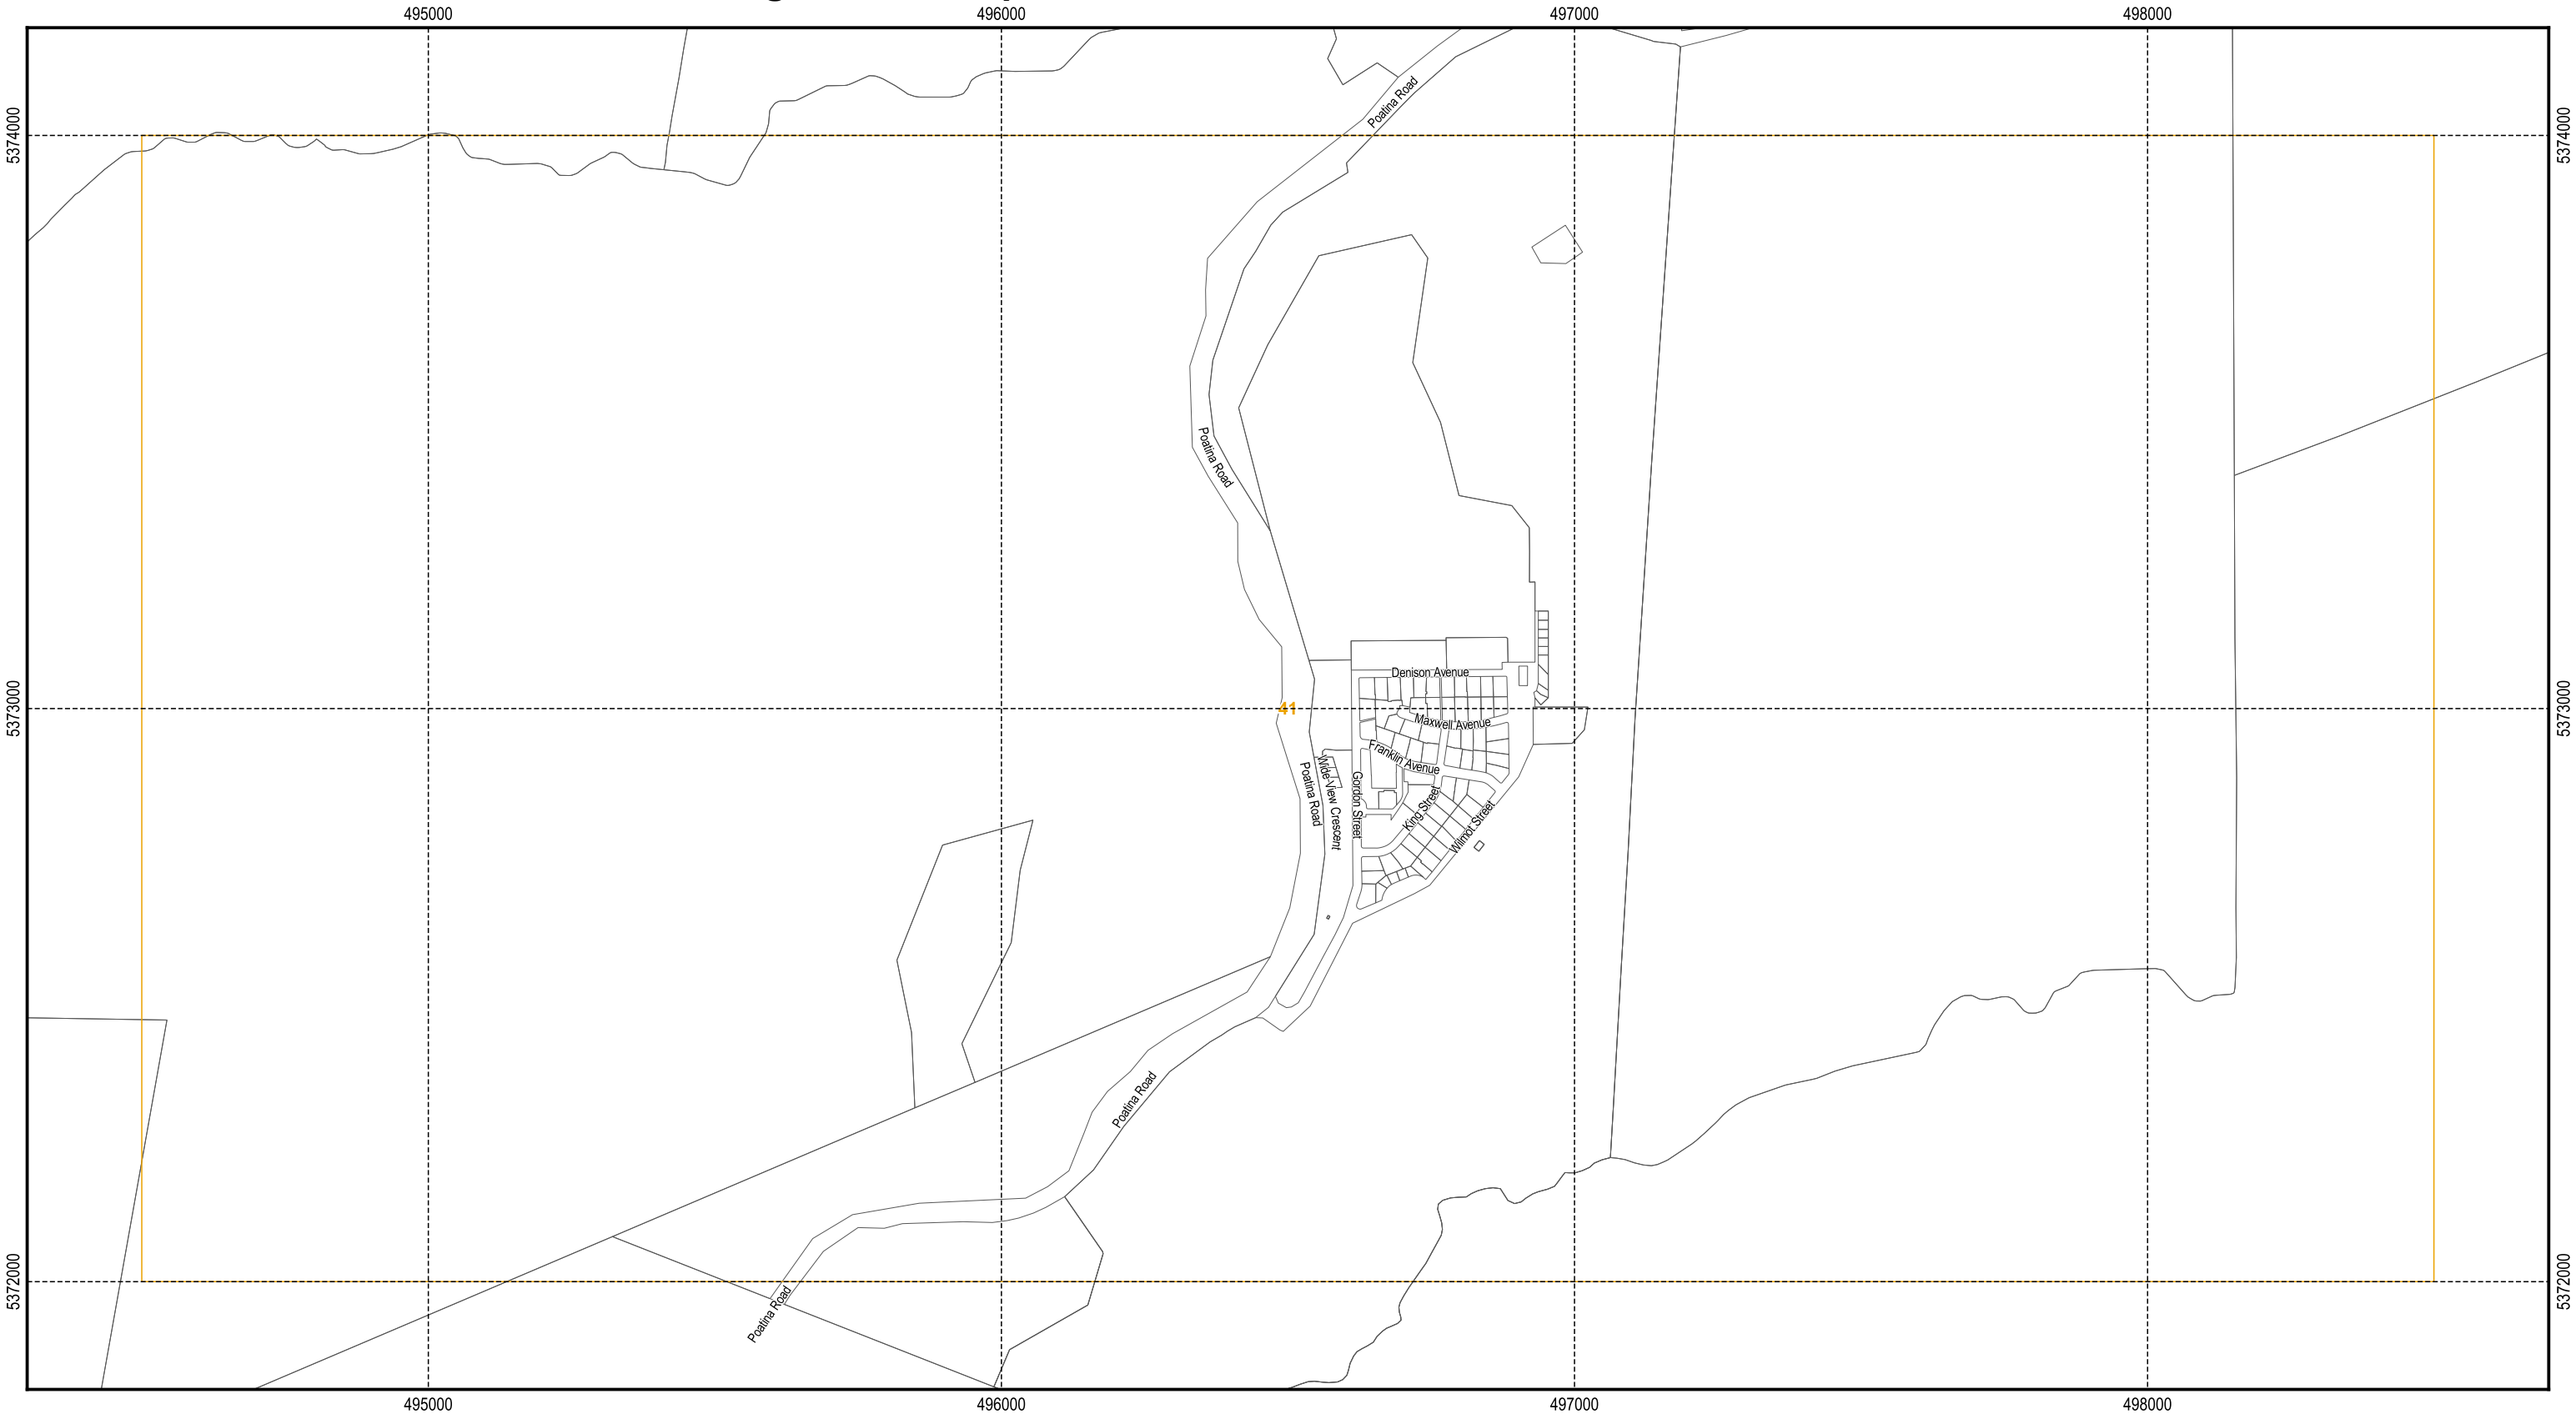 495000 496000 497000 498000
Poatina Road
5374000 5374000
Poatina Road
Denison Avenue
5373000 41 Maxwell Avenue 5373000
Franklin Avenue
Poatina Road Wide View Crescent Gordon Street King Street Wilmot Street
Poatina Road
5372000 5372000
Poatina Road
495000 496000 497000 498000